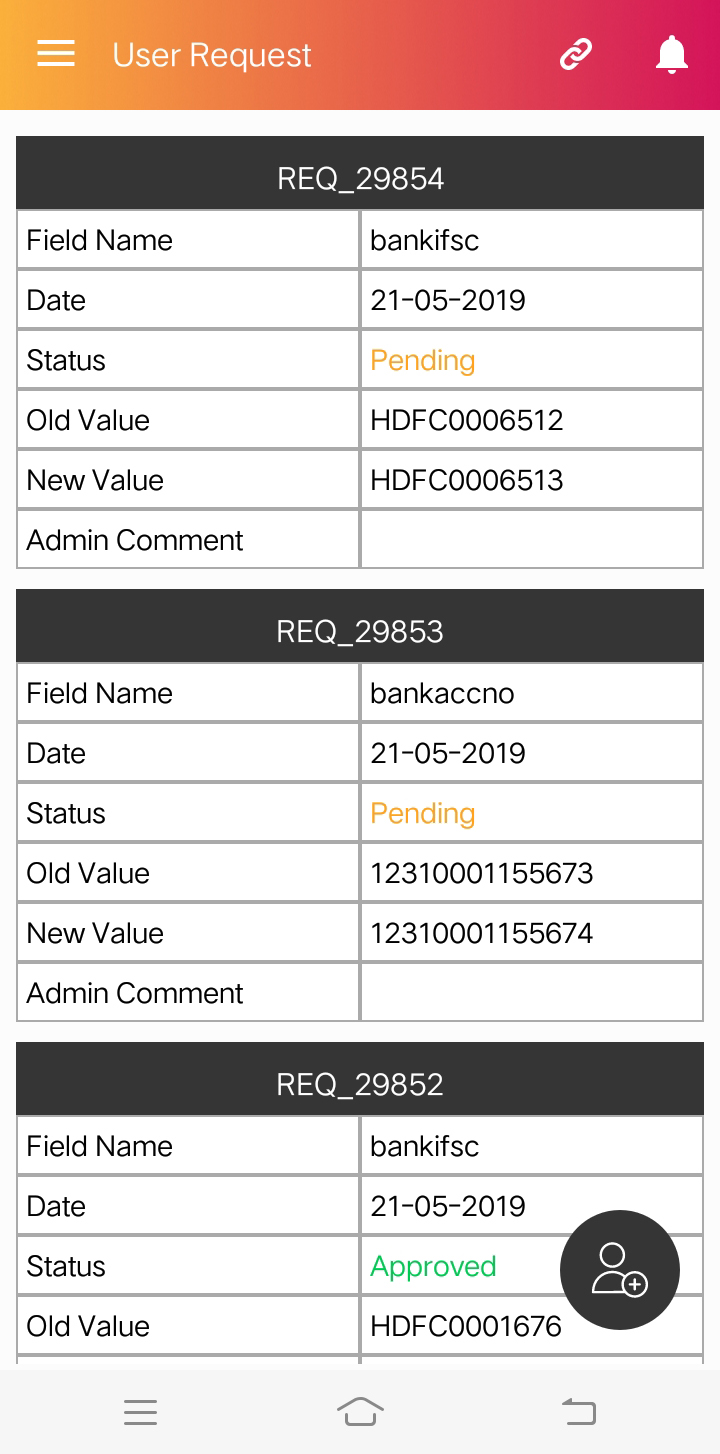 User Request
REQ_29854
Field Name bankifsc
Date 21-05-2019
Status Pending
Old Value HDFC0006512
New Value HDFC0006513
Admin Comment
REQ_29853
Field Name bankaccno
Date 21-05-2019
Status Pending
Old Value 12310001155673
New Value 12310001155674
Admin Comment
REQ_29852
Field Name bankifsc
Date 21-05-2019
Status Approved
Old Value HDFC0001676